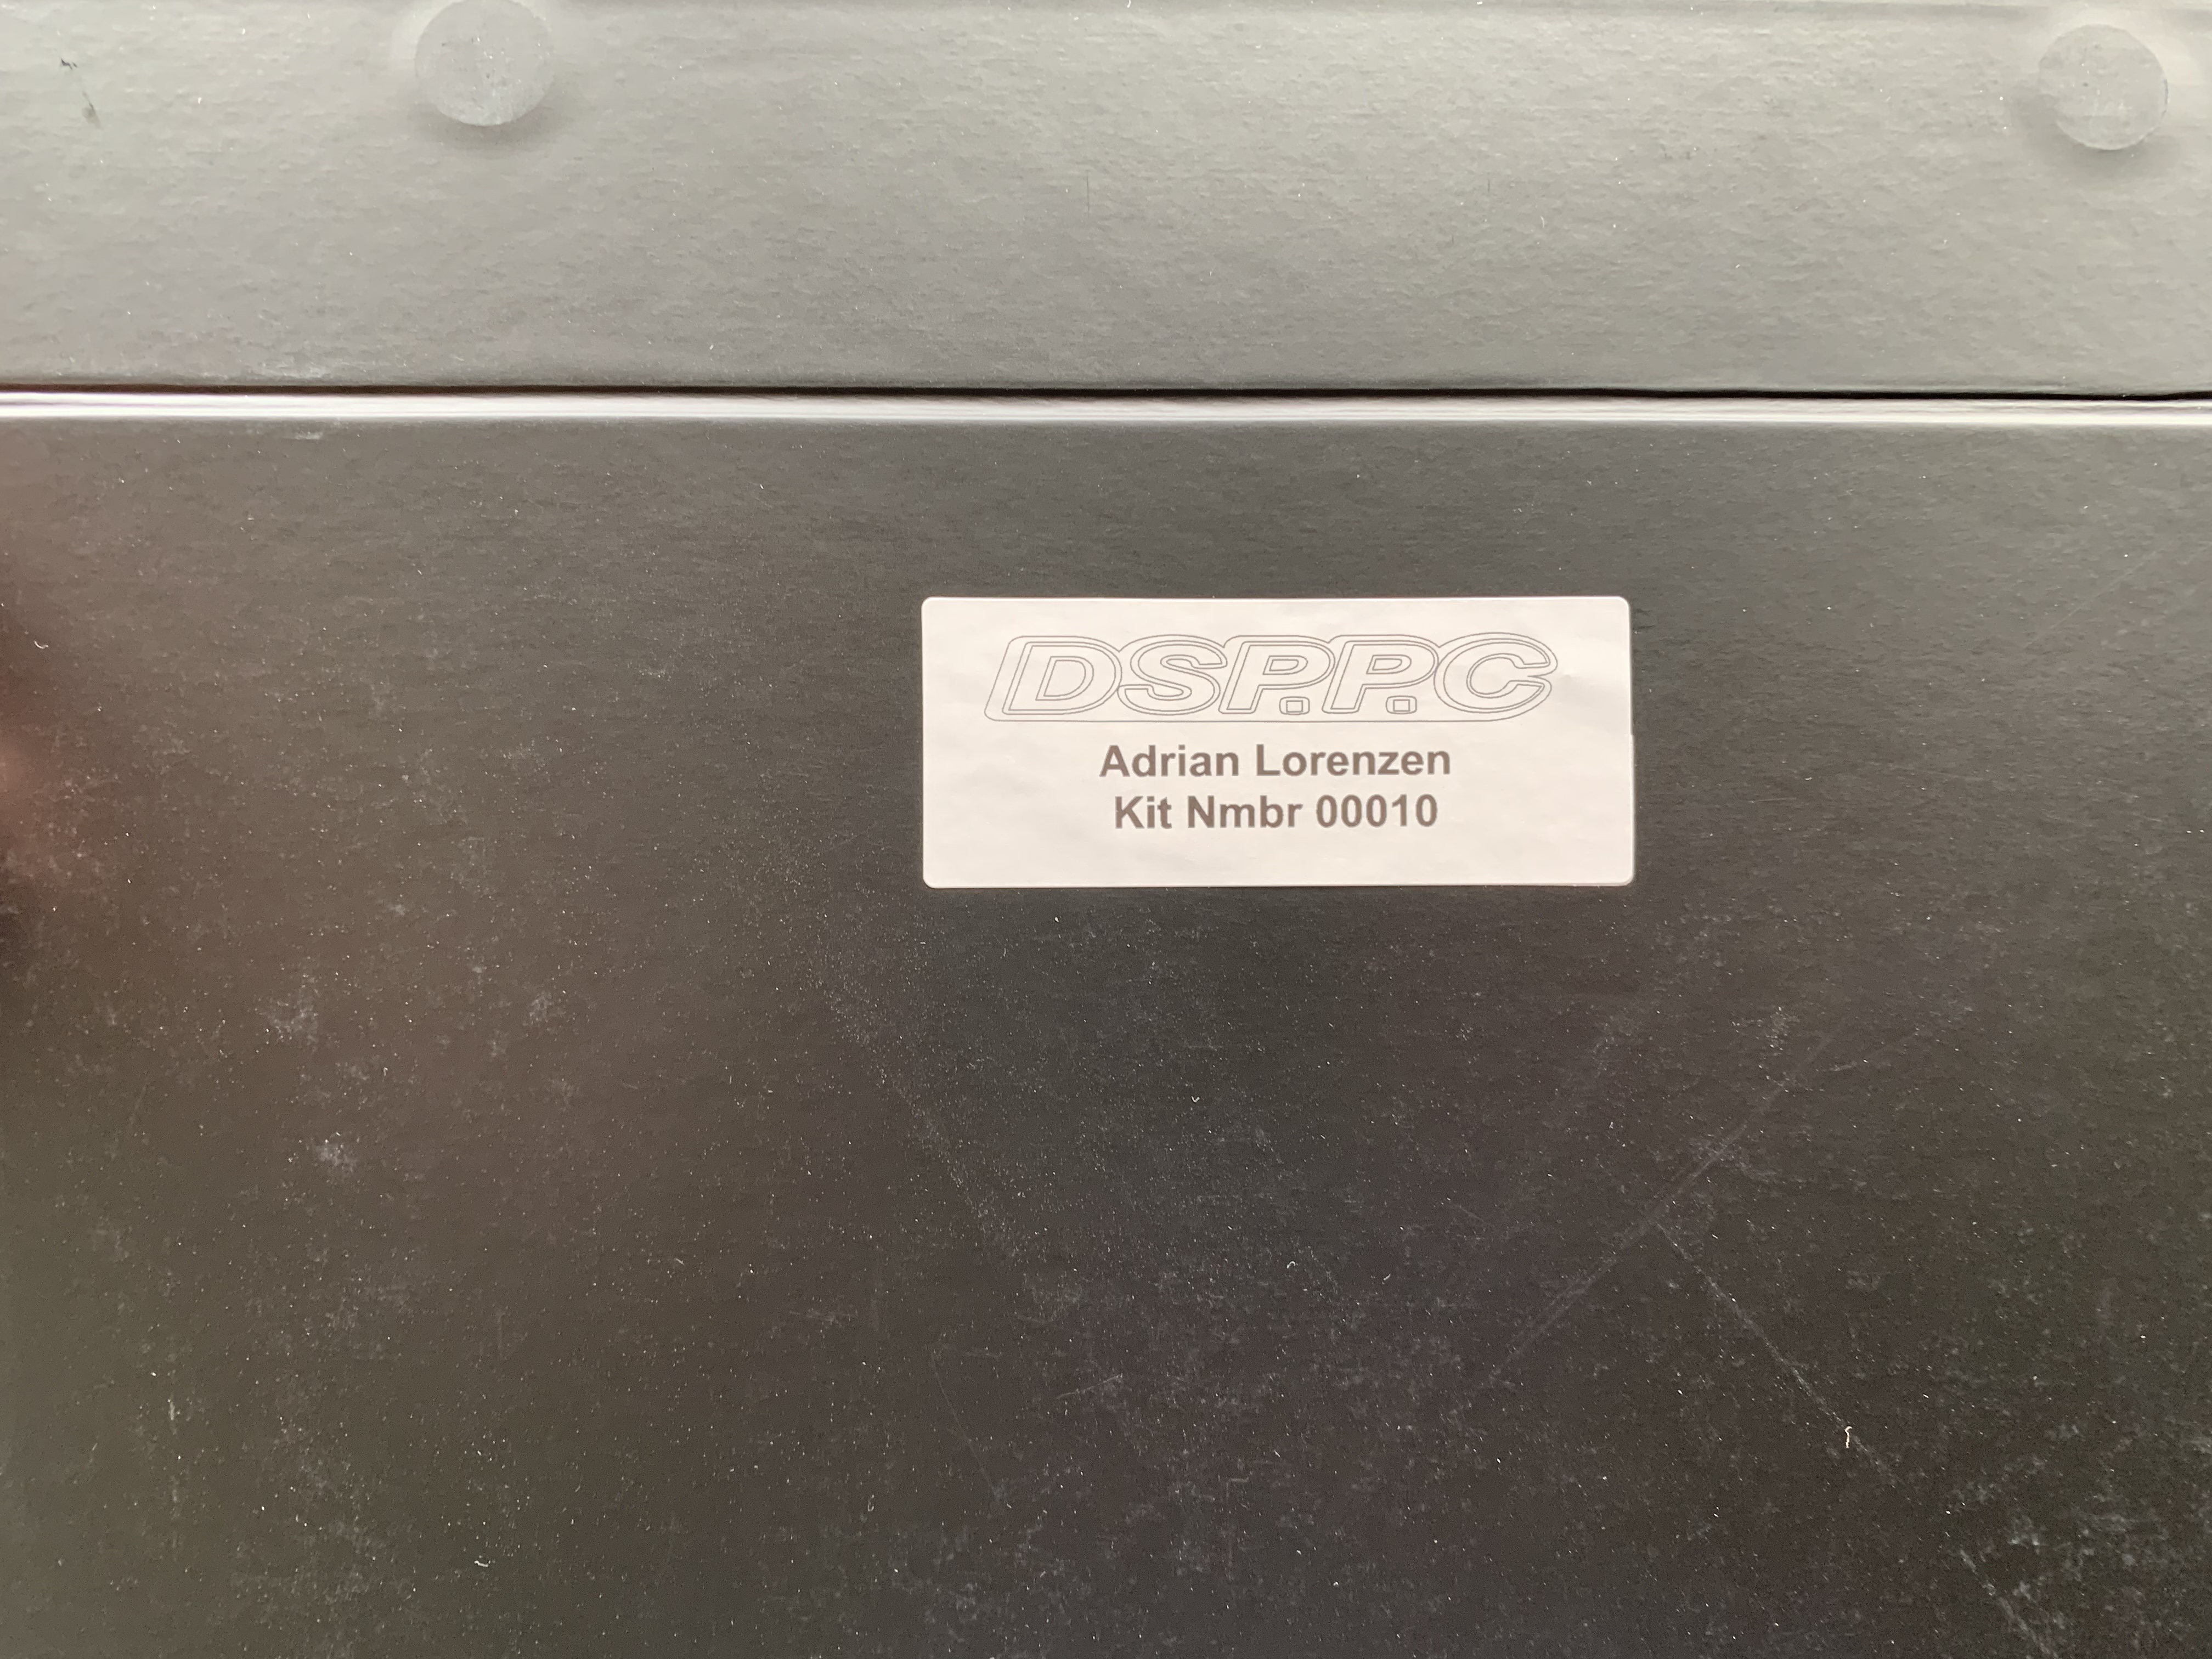 DSP.P.C
Adrian Lorenzen
Kit Nmbr 00010